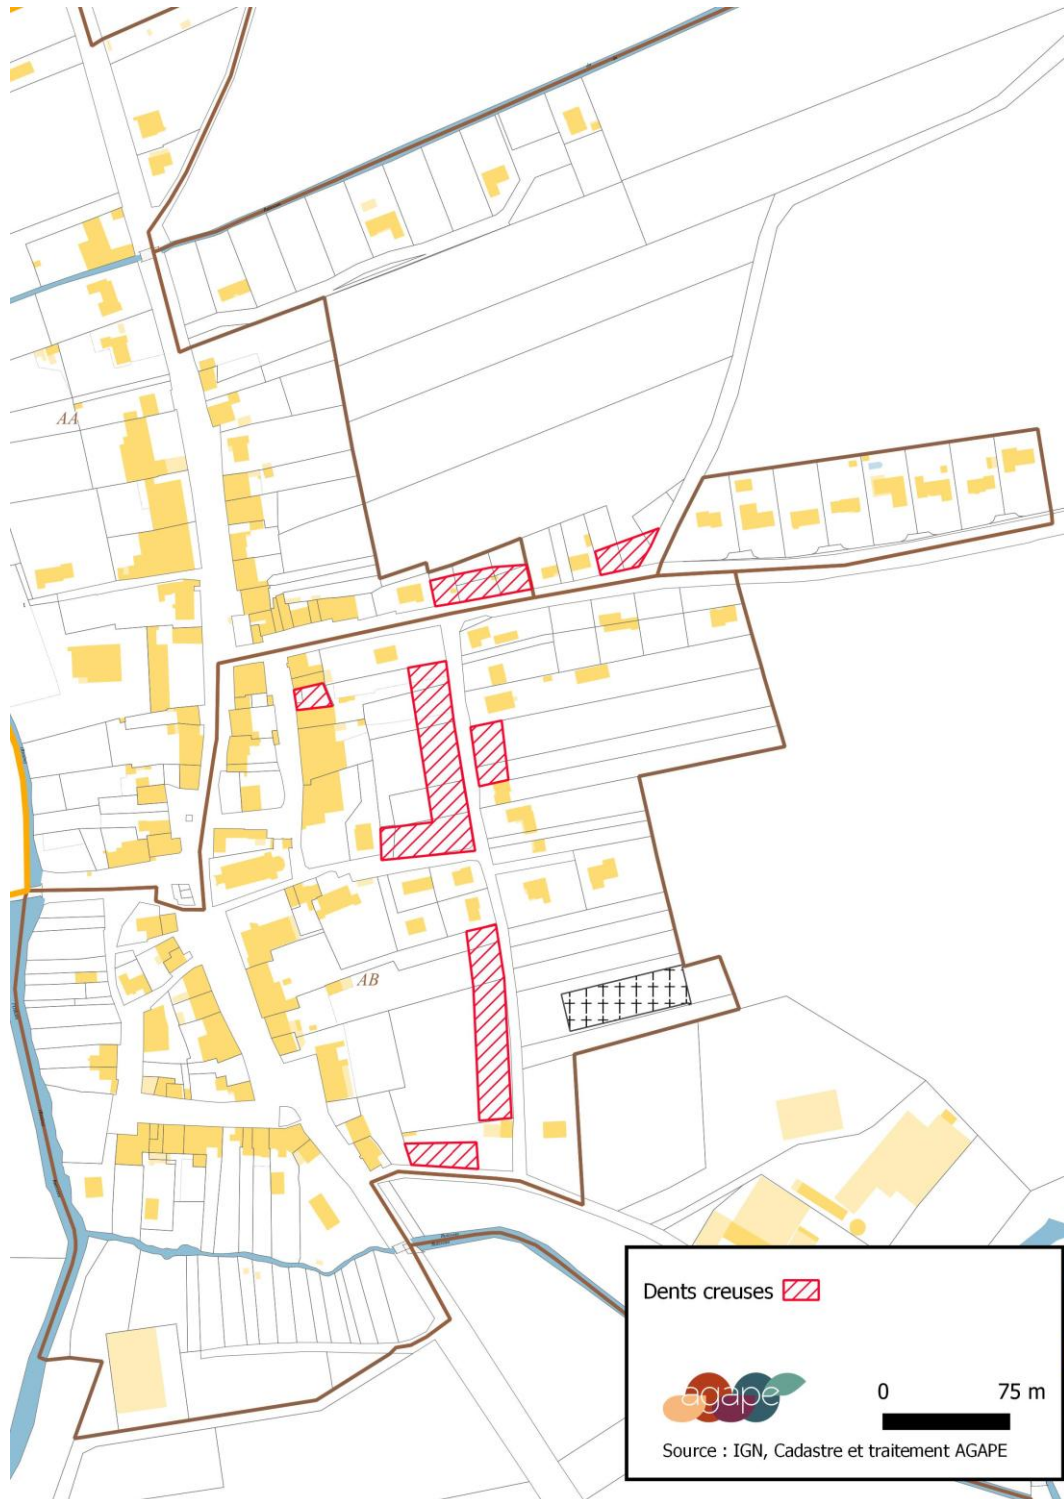 AA
AB
Dents creuses
agape
0 75 m
Source : IGN, Cadastre et traitement AGAPE